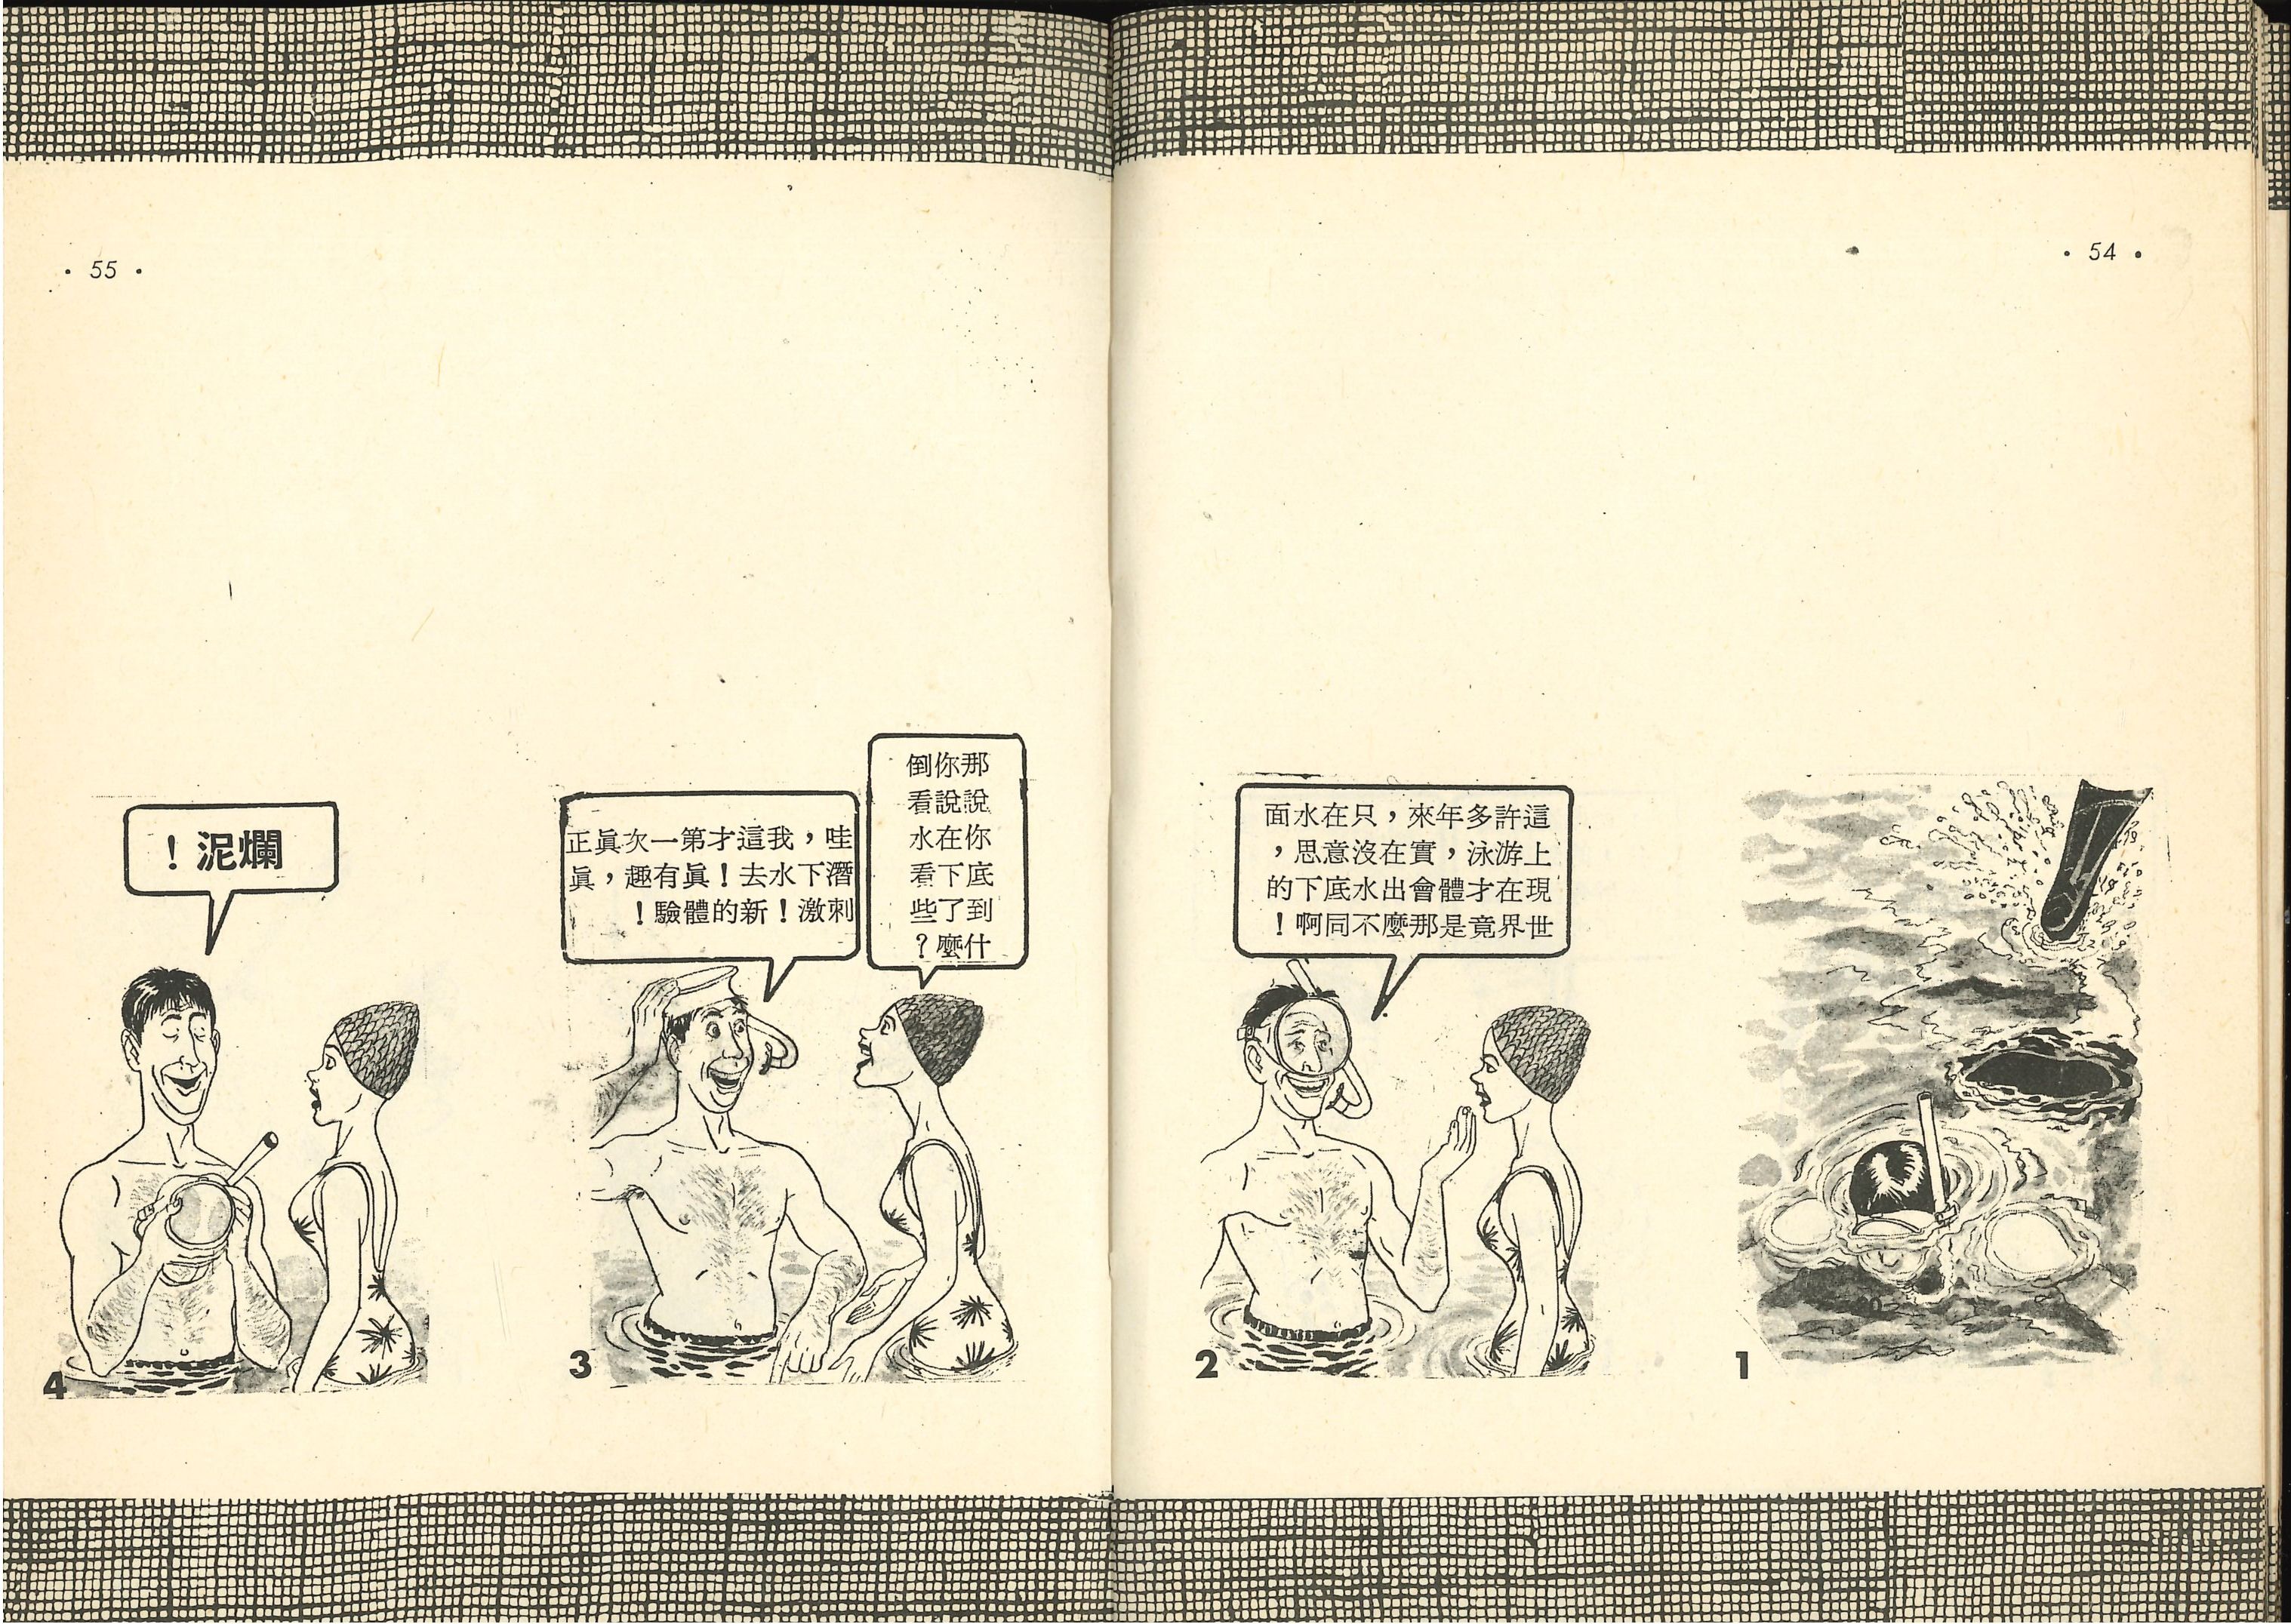 • 54 •
1
這許多年來，只在水面
上游泳，實在沒意思，
現在才體會出水底下的
世界竟是那麼不同啊！
2
• 55 •
那你倒
說說看
你在水
底下看
到了些
什麼？
哇，我這才第一次眞正
潛下水去！眞有趣，眞
刺激！新的體驗！
3
爛泥！
4